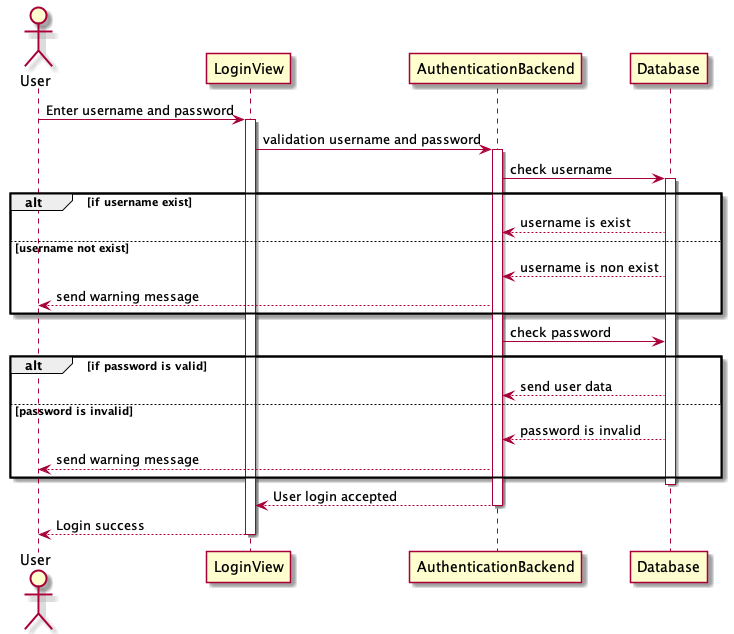 User
LoginView
AuthenticationBackend
Database
Enter username and password
validation username and password
check username
alt
[if username exist]
username is exist
[username not exist]
username is non exist
send warning message
check password
alt
[if password is valid]
send user data
[password is invalid]
password is invalid
send warning message
User login accepted
Login success
User
LoginView
AuthenticationBackend
Database